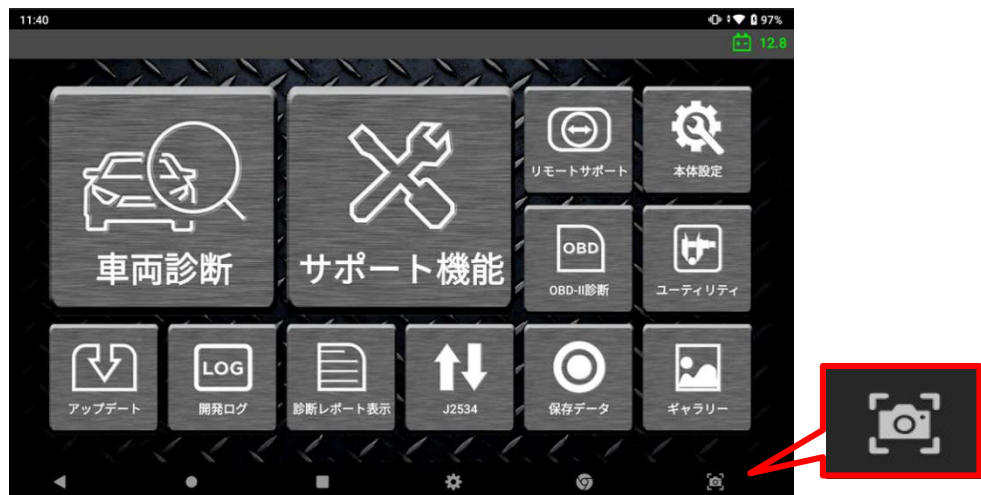 11:40
97%
12.8
車両診断
サポート機能
リモートサポート
本体設定
OBD
OBD-II診断
ユーティリティ
アップデート
LOG
開発ログ
診断レポート表示
J2534
保存データ
ギャラリー